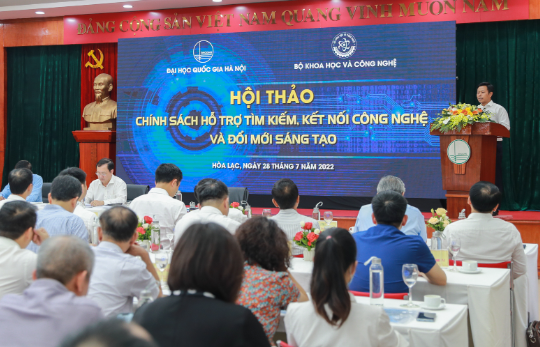 ĐẢNG CỘNG SẢN VIỆT NAM QUANG VINH MUÔN NĂM
ĐẠI HỌC QUỐC GIA HÀ NỘI
BỘ KHOA HỌC VÀ CÔNG NGHỆ
HỘI THẢO
CHÍNH SÁCH HỖ TRỢ TÌM KIẾM, KẾT NỐI CÔNG NGHỆ
VÀ ĐỔI MỚI SÁNG TẠO
HÒA LẠC, NGÀY 28 THÁNG 7 NĂM 2022